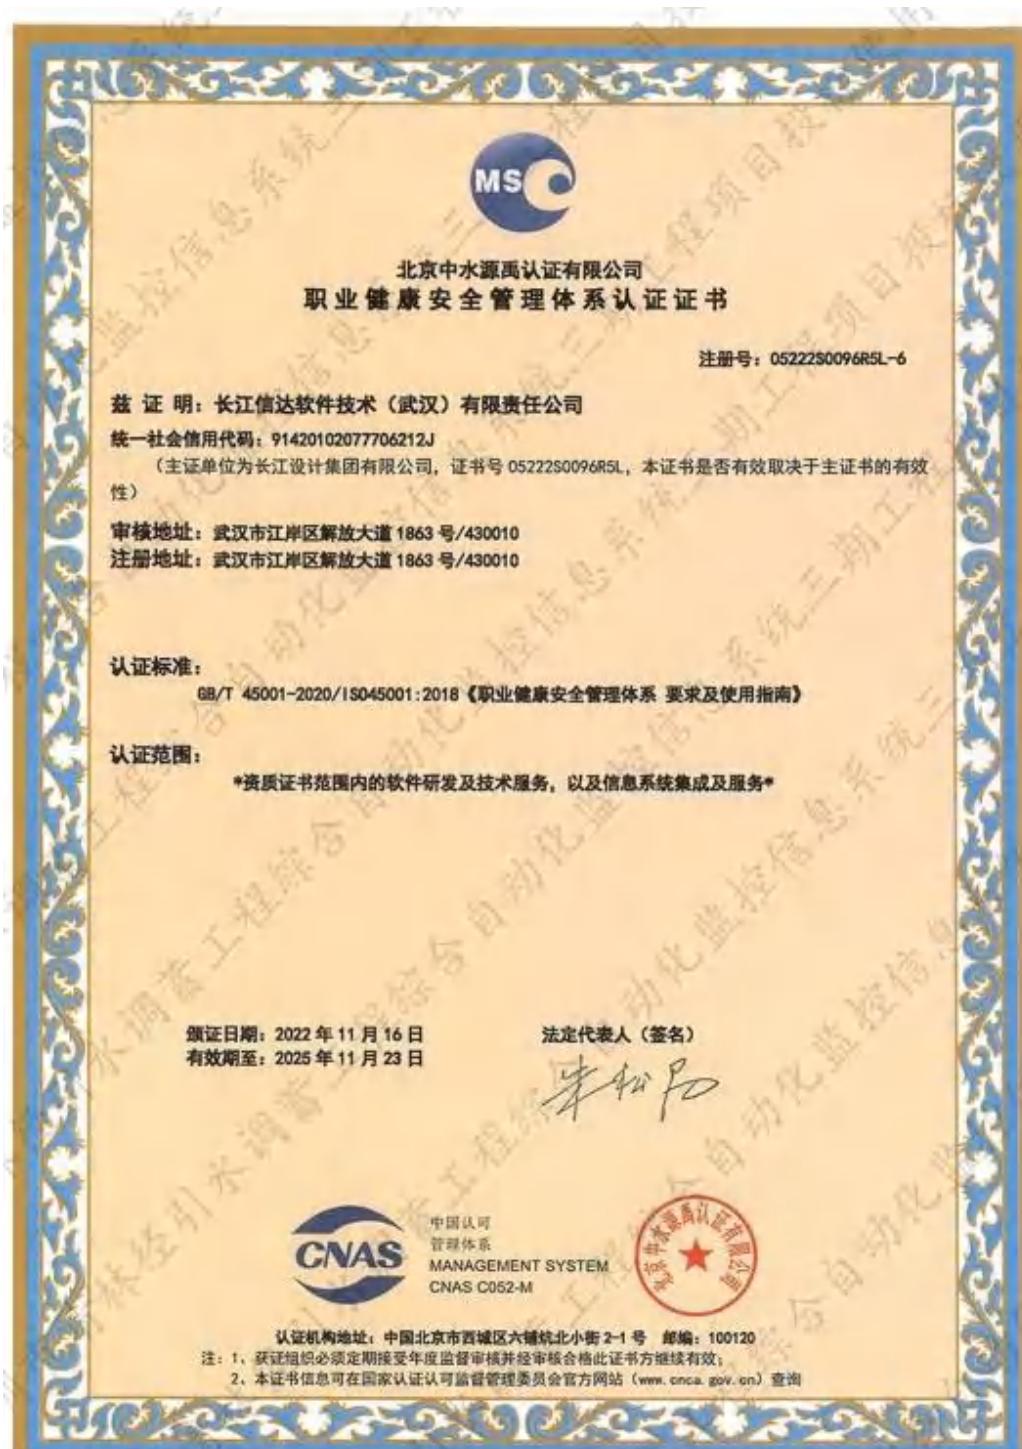 MSC
北京中水源禹认证有限公司
职业健康安全管理体系认证证书
注册号：05222S0096R5L-6
兹 证 明：长江信达软件技术（武汉）有限责任公司
统一社会信用代码：91420102077706212J
（主证单位为长江设计集团有限公司，证书号 05222S0096R5L，本证书是否有效取决于主证书的有效
性）
审核地址：武汉市江岸区解放大道 1863 号/430010
注册地址：武汉市江岸区解放大道 1863 号/430010
认证标准：
GB/T 45001-2020/ISO45001:2018《职业健康安全管理体系 要求及使用指南》
认证范围：
*资质证书范围内的软件研发及技术服务，以及信息系统集成及服务*
颁证日期：2022 年 11 月 16 日
有效期至：2025 年 11 月 23 日
法定代表人（签名）
CNAS
中国认可
管理体系
MANAGEMENT SYSTEM
CNAS C052-M
北京中水源禹认证有限公司
认证机构地址：中国北京市西城区六铺炕北小街 2-1 号 邮编：100120
注：1、获证组织必须定期接受年度监督审核并经审核合格此证书方继续有效；
2、本证书信息可在国家认证认可监督管理委员会官方网站（www.cnca.gov.cn）查询